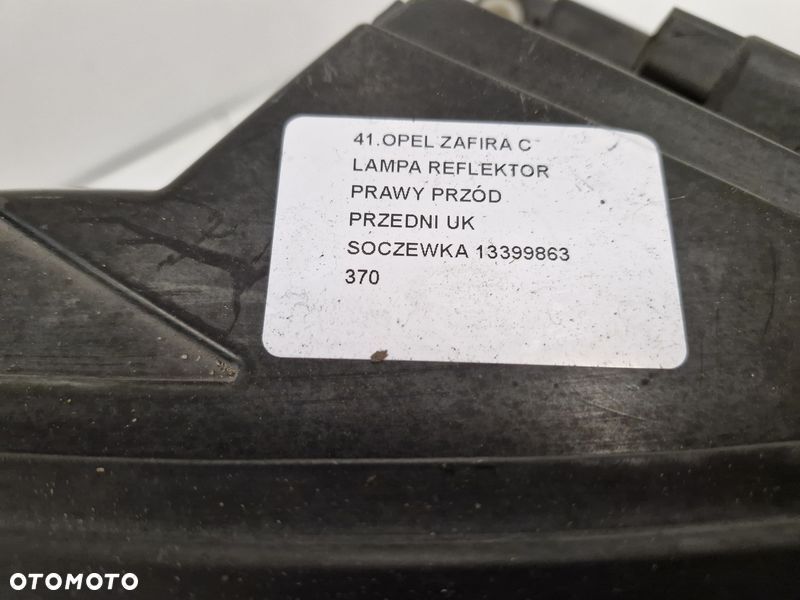 41.OPEL ZAFIRA C
LAMPA REFLEKTOR
PRAWY PRZÓD
PRZEDNI UK
SOCZEWKA 13399863
370
OTOMOTO